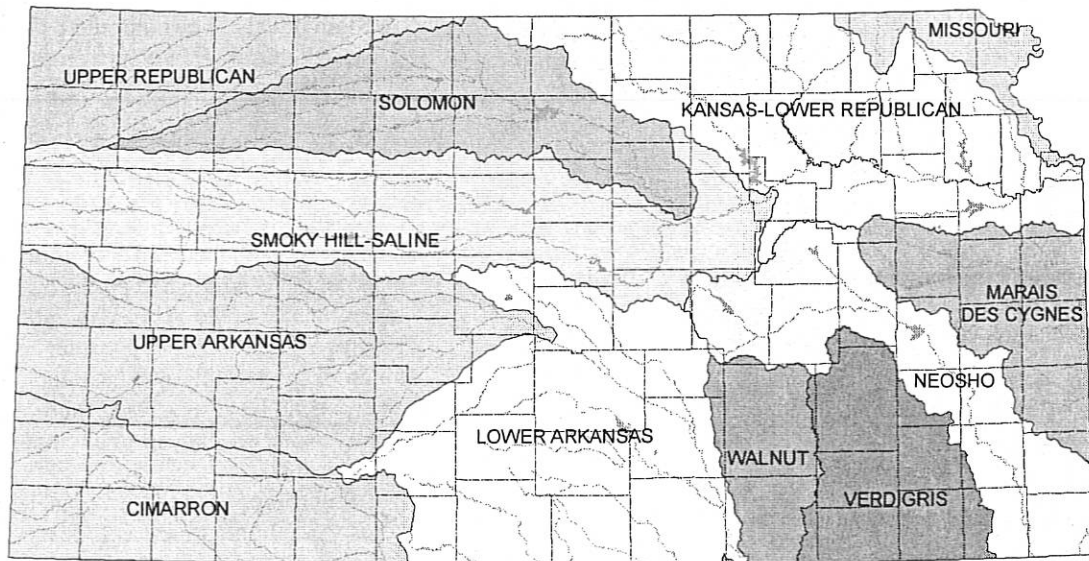 MISSOURI
UPPER REPUBLICAN
SOLOMON
KANSAS-LOWER REPUBLICAN
SMOKY HILL-SALINE
MARAIS
DES CYGNES
UPPER ARKANSAS
NEOSHO
LOWER ARKANSAS
WALNUT
VERDIGRIS
CIMARRON